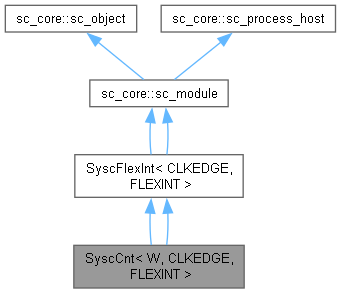 sc_core::sc_object
sc_core::sc_process_host
sc_core::sc_module
SyscFlexInt< CLKEDGE,
FLEXINT >
SyscCnt< W, CLKEDGE,
FLEXINT >